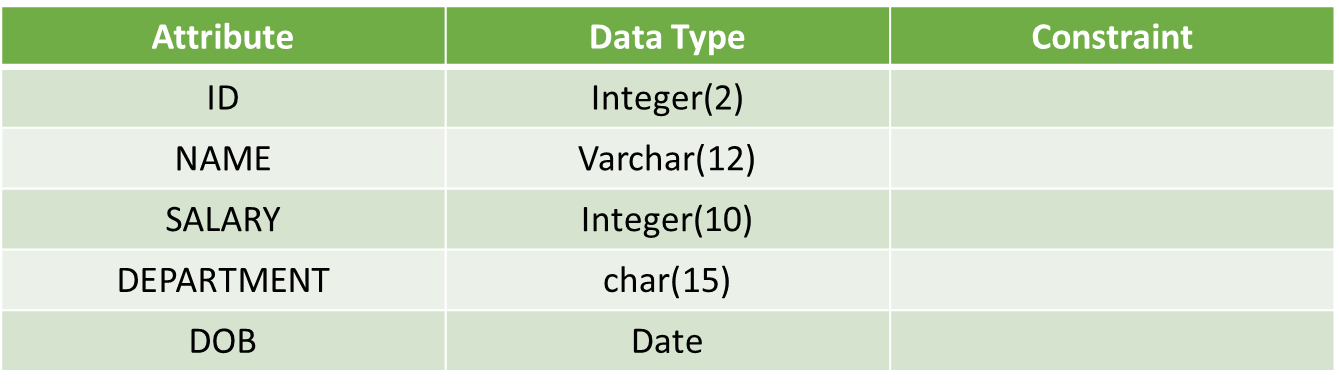 Attribute Data Type Constraint
ID Integer(2)
NAME Varchar(12)
SALARY Integer(10)
DEPARTMENT char(15)
DOB Date